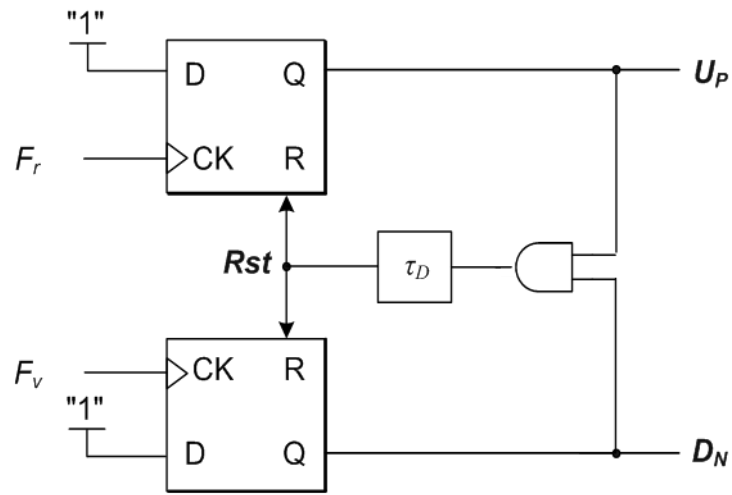 "1"
D Q
U_P
F_r
CK R
Rst
τ_D
F_v
CK R
"1"
D Q
D_N